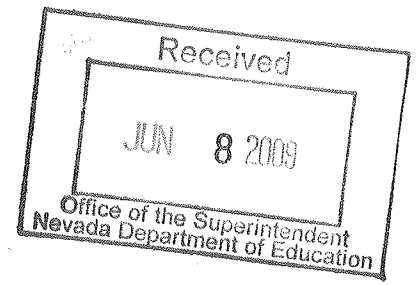 Received
JUN 8 2009
Office of the Superintendent
Nevada Department of Education